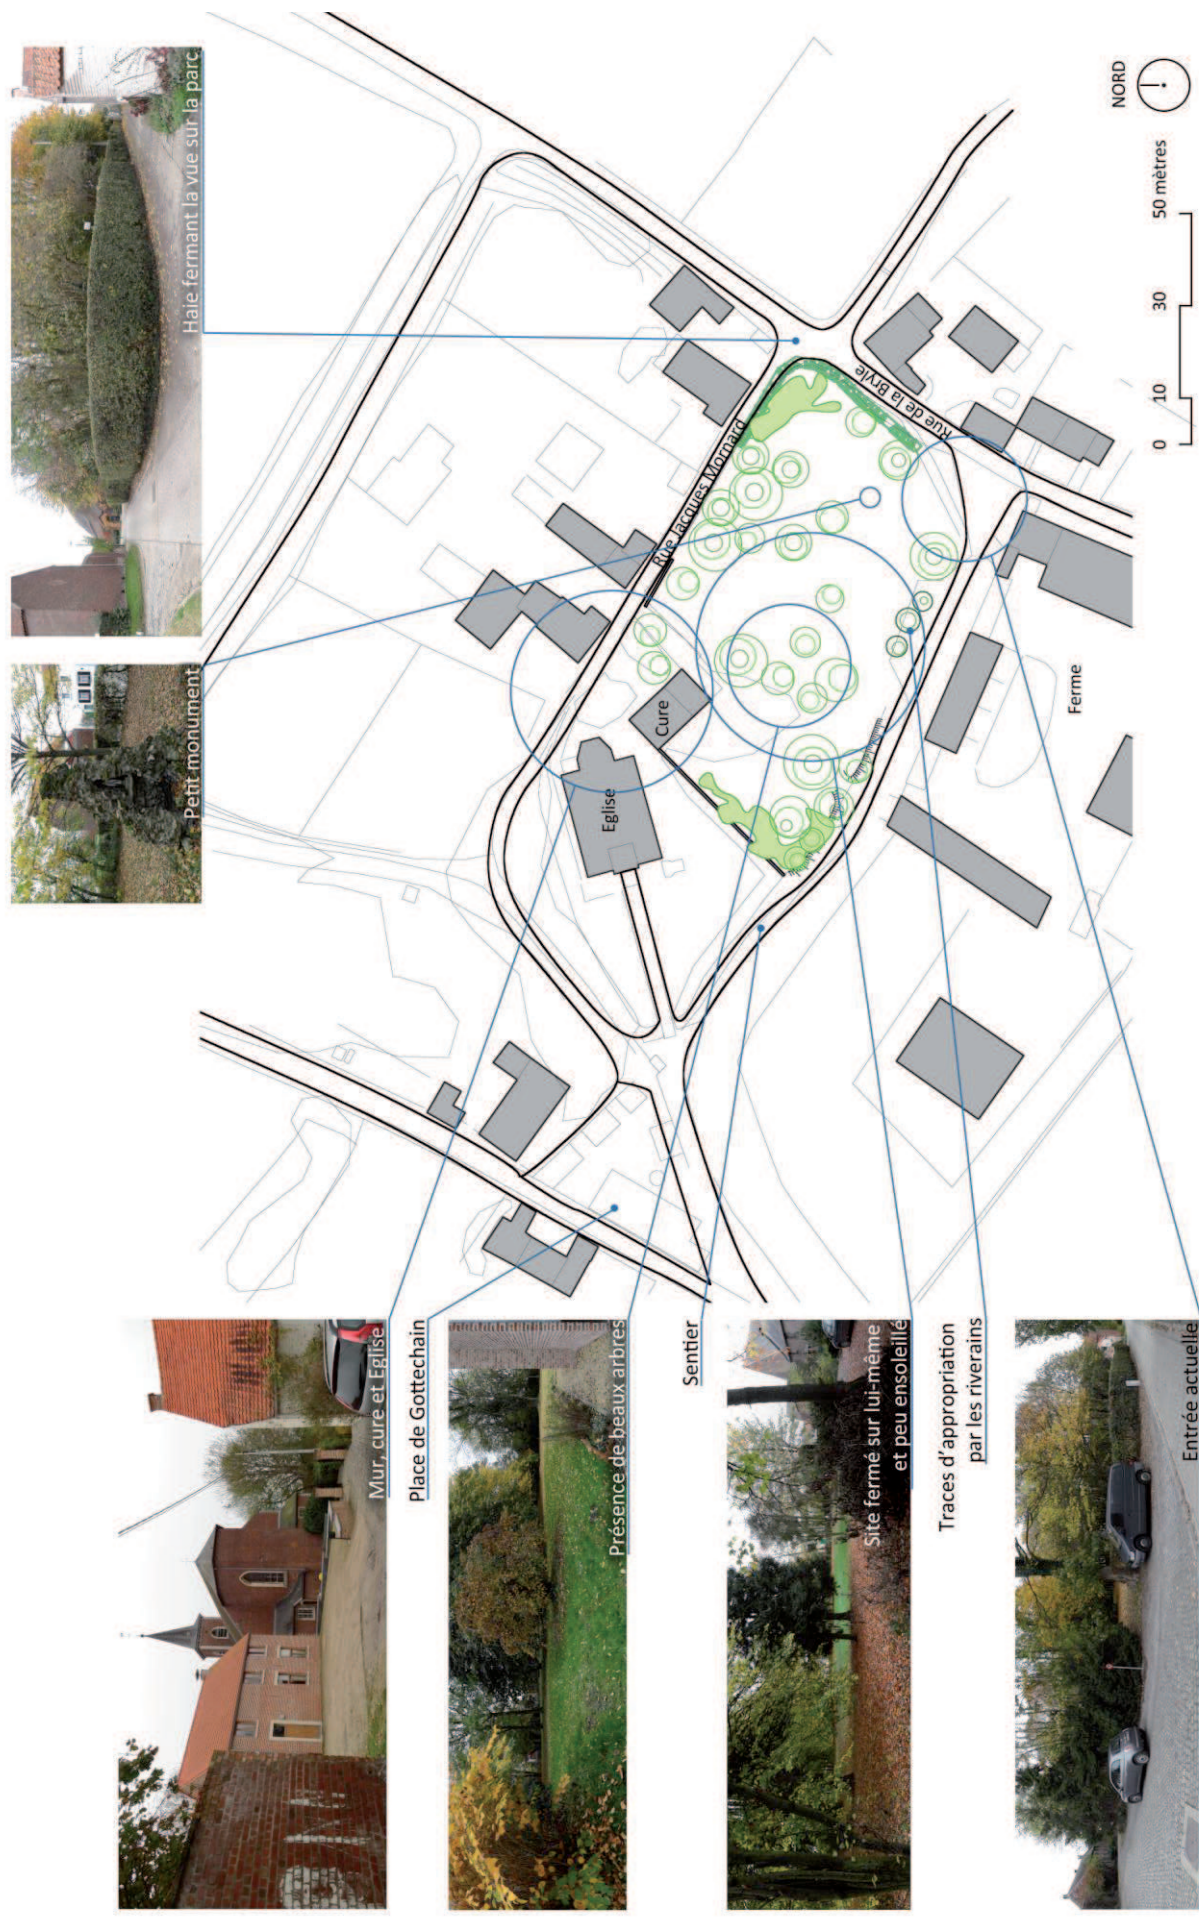 Mur, cure et Eglise
Place de Gottechain
Présence de beaux arbres
Sentier
Site fermé sur lui-même
et peu ensoleillé
Traces d'appropriation
par les riverains
Entrée actuelle
Petit monument
Haie fermant la vue sur la parc
Eglise
Cure
Rue Jacques Mornard
Rue de la Bryle
Ferme
0 10 30 50 mètres
NORD